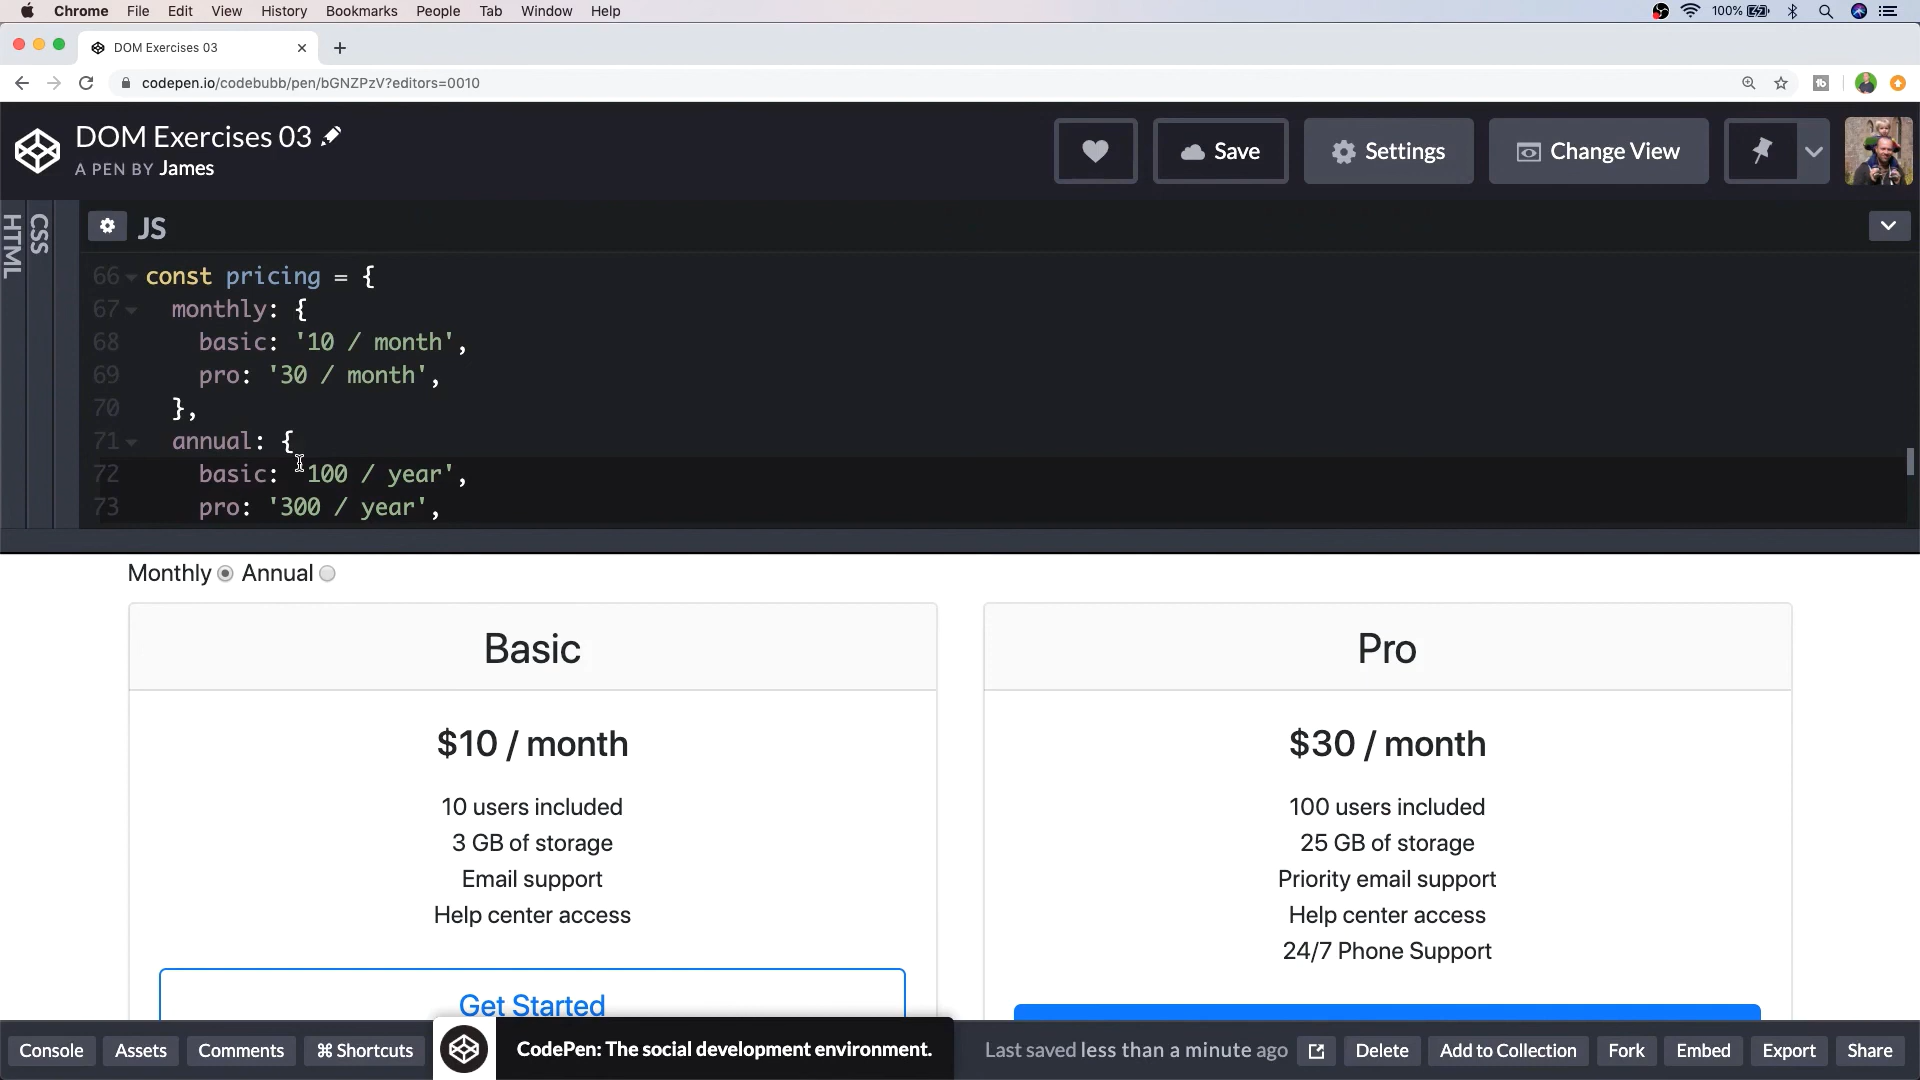 Chrome File Edit View History Bookmarks People Tab Window Help 100%
DOM Exercises 03
codepen.io/codebubb/pen/bGNZPzV?editors=0010
DOM Exercises 03
A PEN BY James
Save
Settings
Change View
HTML
CSS
JS
66 const pricing = {
67 monthly: {
68 basic: '10 / month',
69 pro: '30 / month',
70 },
71 annual: {
72 basic: '100 / year',
73 pro: '300 / year',
Monthly Annual
Basic
$10 / month
10 users included
3 GB of storage
Email support
Help center access
Get Started
Pro
$30 / month
100 users included
25 GB of storage
Priority email support
Help center access
24/7 Phone Support
Console Assets Comments ⌘ Shortcuts CodePen: The social development environment. Last saved less than a minute ago Delete Add to Collection Fork Embed Export Share